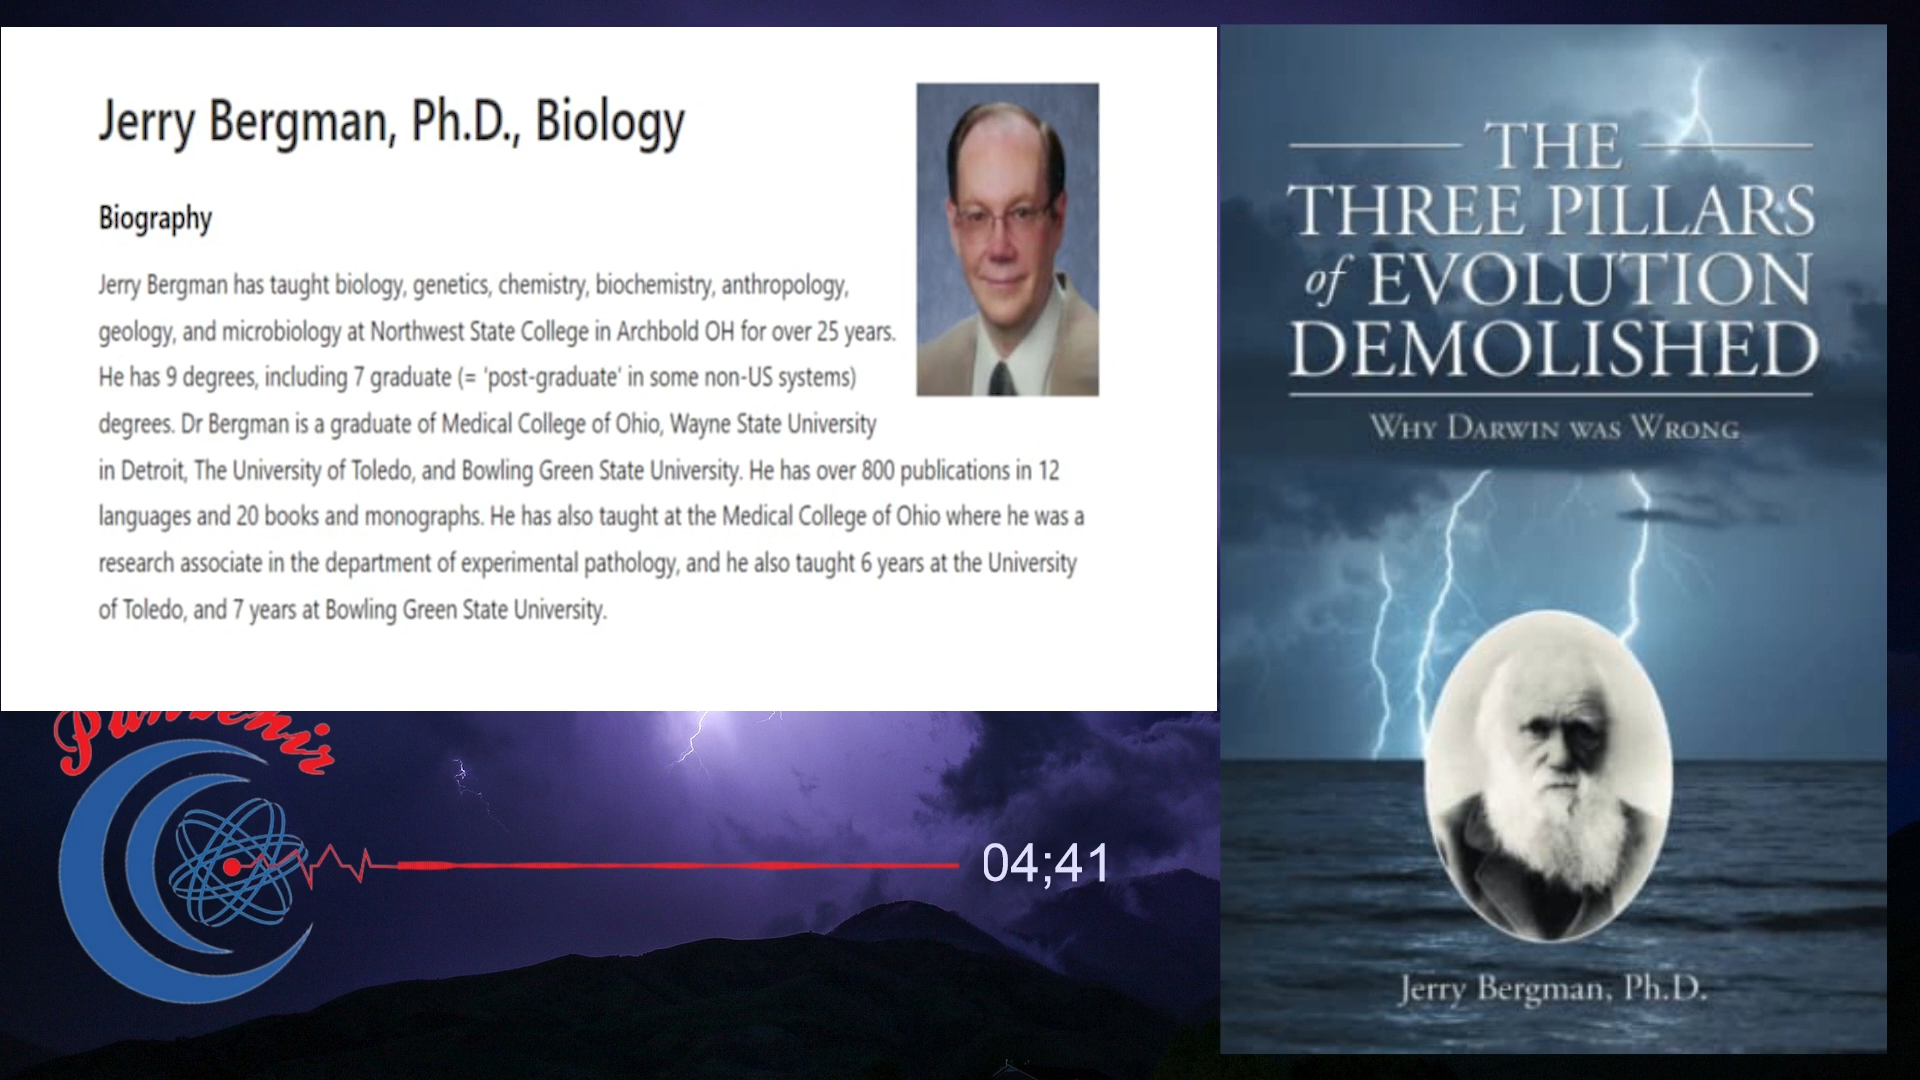 Jerry Bergman, Ph.D., Biology
Biography
Jerry Bergman has taught biology, genetics, chemistry, biochemistry, anthropology,
geology, and microbiology at Northwest State College in Archbold OH for over 25 years.
He has 9 degrees, including 7 graduate (= 'post-graduate' in some non-US systems)
degrees. Dr Bergman is a graduate of Medical College of Ohio, Wayne State University
in Detroit, The University of Toledo, and Bowling Green State University. He has over 800 publications in 12
languages and 20 books and monographs. He has also taught at the Medical College of Ohio where he was a
research associate in the department of experimental pathology, and he also taught 6 years at the University
of Toledo, and 7 years at Bowling Green State University.
04;41
THE
THREE PILLARS
of EVOLUTION
DEMOLISHED
WHY DARWIN WAS WRONG
Jerry Bergman, Ph.D.